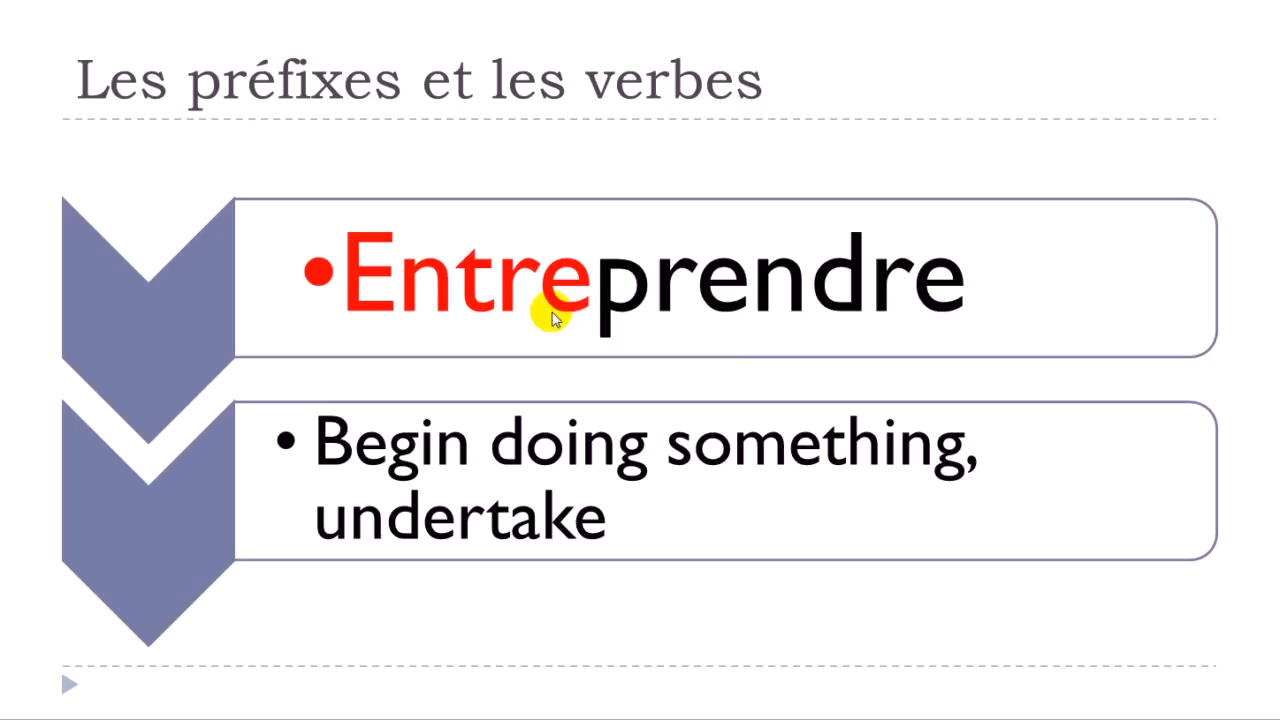 Les préfixes et les verbes
•Entreprendre
• Begin doing something,
undertake